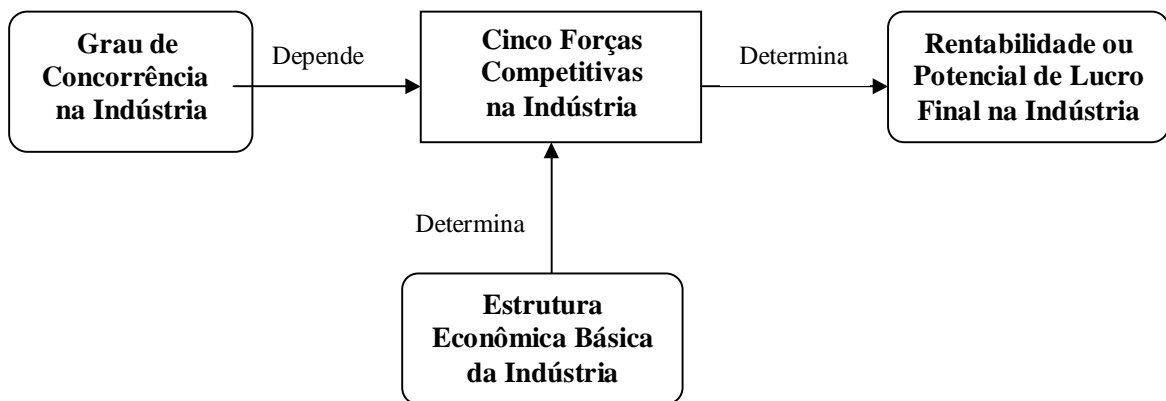 Grau de
Concorrência
na Indústria
Depende
Cinco Forças
Competitivas
na Indústria
Determina
Rentabilidade ou
Potencial de Lucro
Final na Indústria
Determina
Estrutura
Econômica Básica
da Indústria